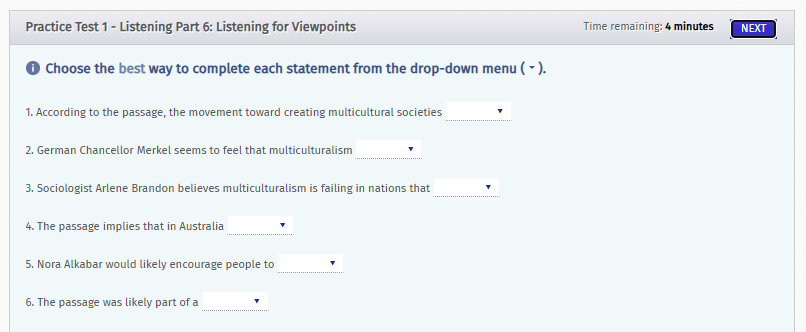 Practice Test 1 - Listening Part 6: Listening for Viewpoints
Time remaining: 4 minutes
NEXT
Choose the best way to complete each statement from the drop-down menu ( ).
1. According to the passage, the movement toward creating multicultural societies
2. German Chancellor Merkel seems to feel that multiculturalism
3. Sociologist Arlene Brandon believes multiculturalism is failing in nations that
4. The passage implies that in Australia
5. Nora Alkabar would likely encourage people to
6. The passage was likely part of a